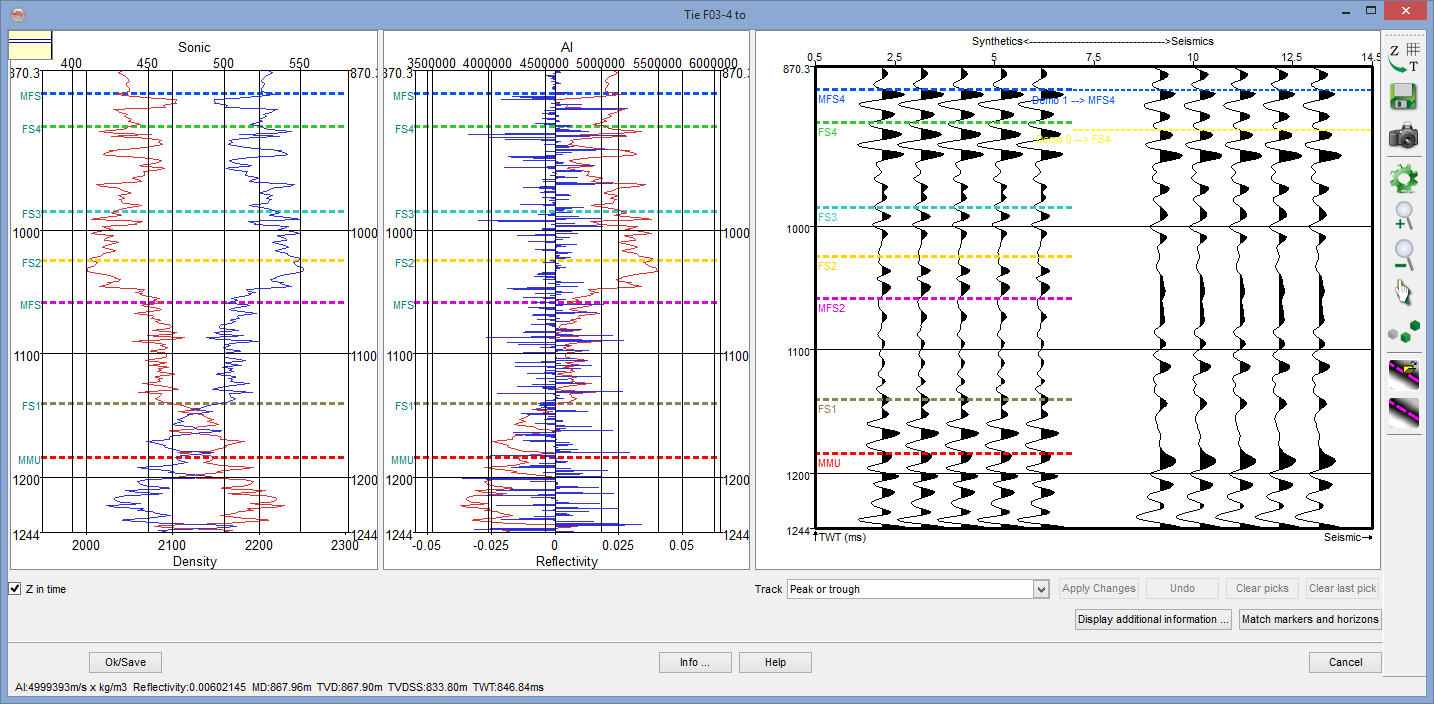 Tie F03-4 to
Sonic
400 450 500 550
870.3 870.3
MFS
FS4
FS3
1000 1000
FS2
MFS
1100 1100
FS1
MMU
1200 1200
1244 1244
2000 2100 2200 2300
Density
AI
3500000 4000000 4500000 5000000 5500000 6000000
870.3 870.3
MFS
FS4
FS3
1000 1000
FS2
MFS
1100 1100
FS1
MMU
1200 1200
1244 1244
-0.05 -0.025 0 0.025 0.05
Reflectivity
Synthetics<-------------------------------->Seismics
0.5 2.5 5 7.5 10 12.5 14.5
870.3
MFS4 Demo 1 --> MFS4
FS4 Demo 0 --> FS4
FS3
1000
FS2
MFS2
1100
FS1
MMU
1200
1244
TWT (ms) Seismic
Z T
Z in time
Track Peak or trough Apply Changes Undo Clear picks Clear last pick
Display additional information ... Match markers and horizons
Ok/Save Info ... Help Cancel
AI:4999393m/s x kg/m3 Reflectivity:0.00602145 MD:867.96m TVD:867.90m TVDSS:833.80m TWT:846.84ms